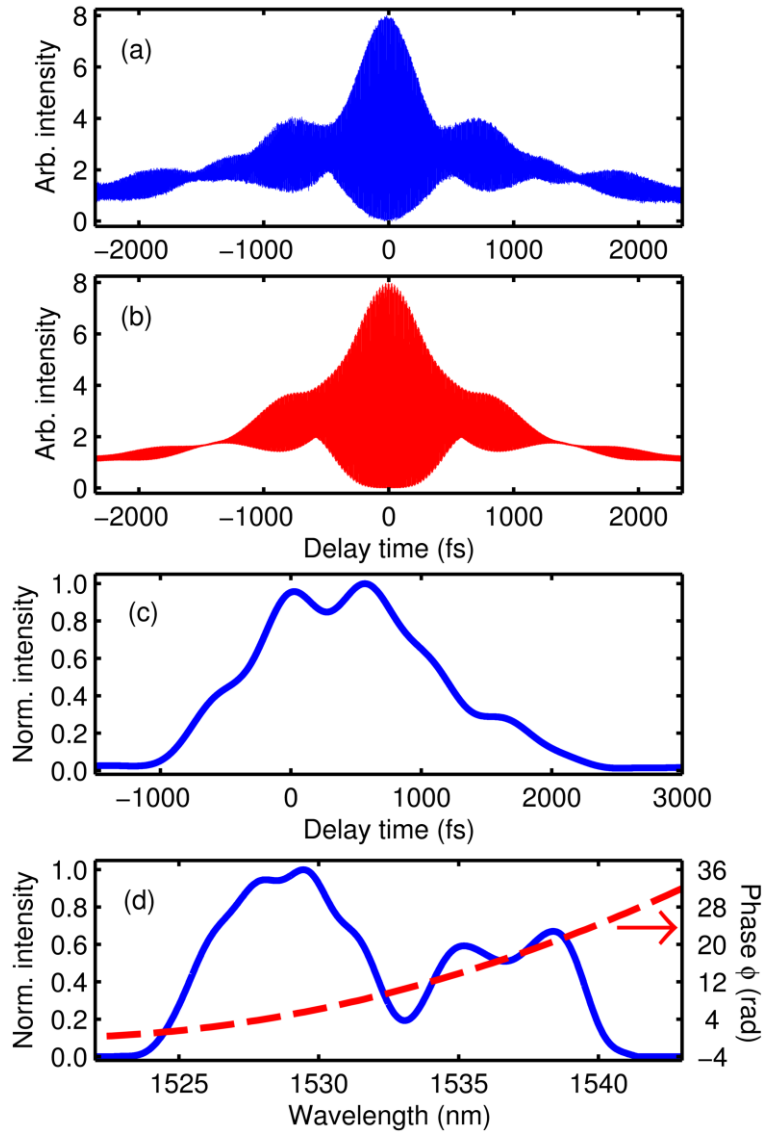 8
(a)
6
Arb. intensity
4
2
0
−2000 −1000 0 1000 2000
8
(b)
6
Arb. intensity
4
2
0
−2000 −1000 0 1000 2000
Delay time (fs)
1.0
(c)
0.8
Norm. intensity
0.6
0.4
0.2
0.0
−1000 0 1000 2000 3000
Delay time (fs)
1.0 36
(d)
0.8 28
Norm. intensity
0.6 20
Phase ϕ (rad)
0.4 12
0.2 4
0.0 −4
1525 1530 1535 1540
Wavelength (nm)